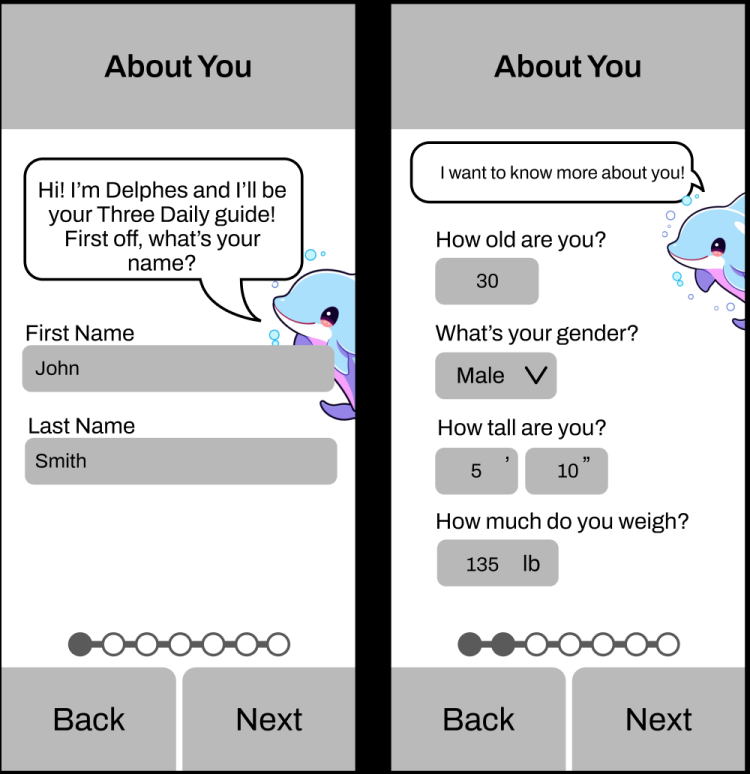 About You
Hi! I’m Delphes and I’ll be
your Three Daily guide!
First off, what’s your
name?
First Name
John
Last Name
Smith
Back
Next
About You
I want to know more about you!
How old are you?
30
What’s your gender?
Male
How tall are you?
5 ’ 10 ”
How much do you weigh?
135 lb
Back
Next